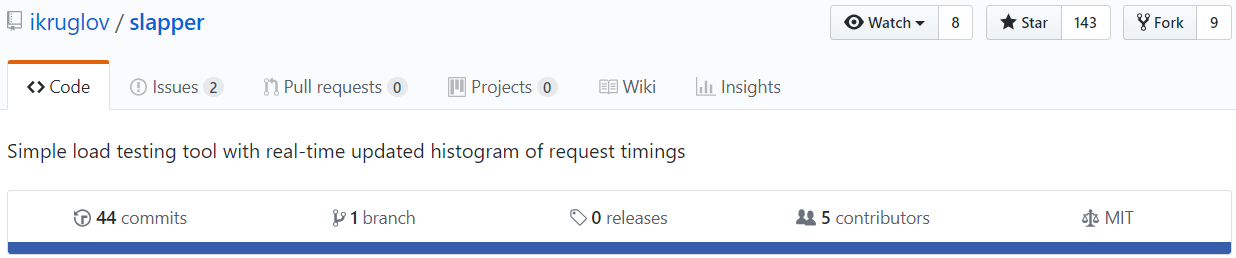 ikruglov / slapper Watch 8 Star 143 Fork 9
Code Issues 2 Pull requests 0 Projects 0 Wiki Insights
Simple load testing tool with real-time updated histogram of request timings
44 commits 1 branch 0 releases 5 contributors MIT